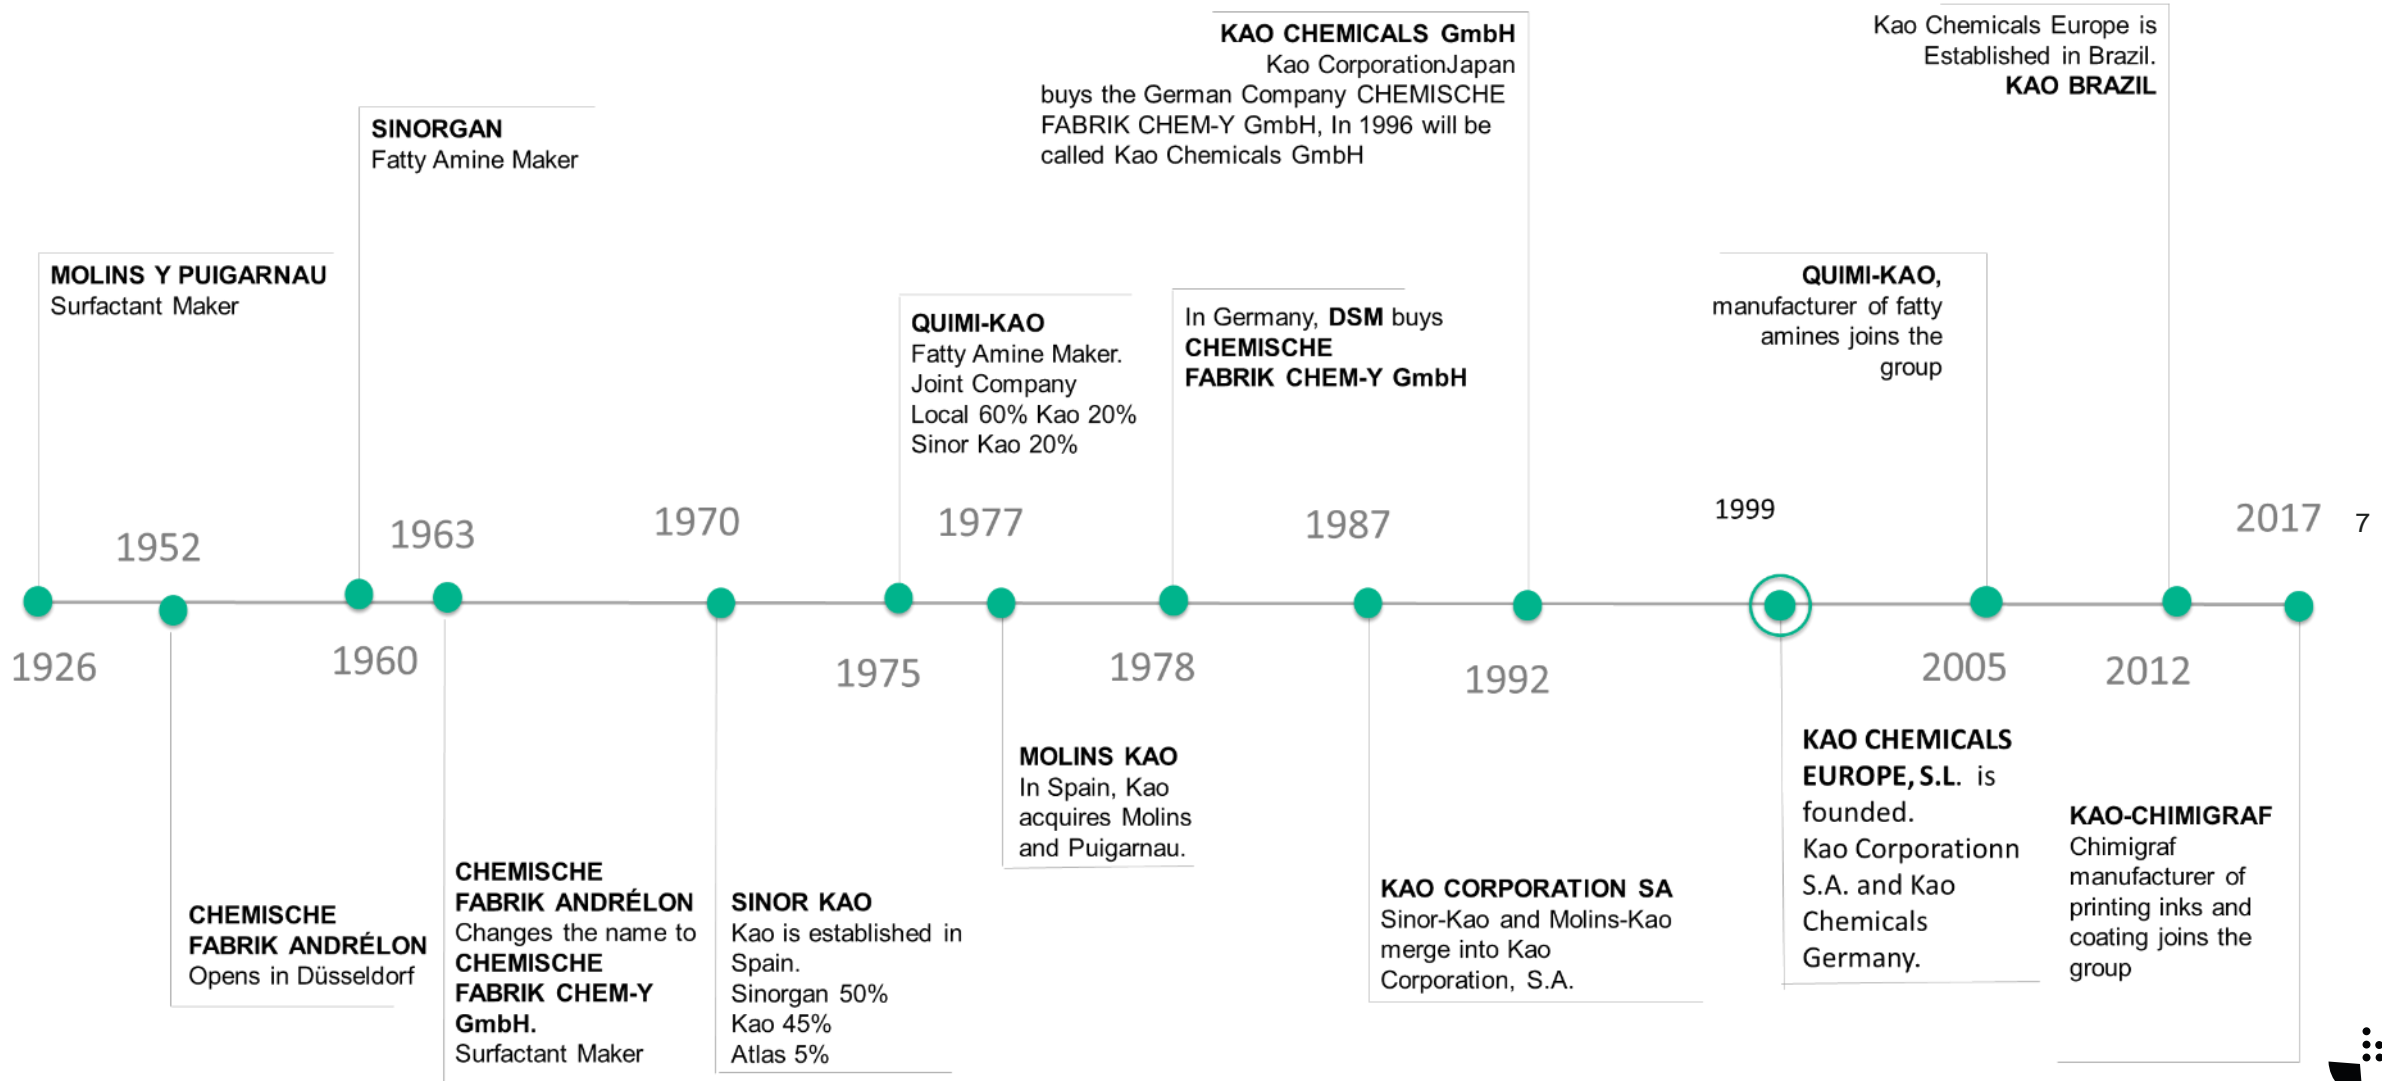 MOLINS Y PUIGARNAU
Surfactant Maker
1926
1952
CHEMISCHE
FABRIK ANDRÉLON
Opens in Düsseldorf
SINORGAN
Fatty Amine Maker
1960
1963
CHEMISCHE
FABRIK ANDRÉLON
Changes the name to
CHEMISCHE
FABRIK CHEM-Y
GmbH.
Surfactant Maker
1970
SINOR KAO
Kao is established in
Spain.
Sinorgan 50%
Kao 45%
Atlas 5%
QUIMI-KAO
Fatty Amine Maker.
Joint Company
Local 60% Kao 20%
Sinor Kao 20%
1975
1977
MOLINS KAO
In Spain, Kao
acquires Molins
and Puigarnau.
In Germany, DSM buys
CHEMISCHE
FABRIK CHEM-Y GmbH
1978
1987
KAO CORPORATION SA
Sinor-Kao and Molins-Kao
merge into Kao
Corporation, S.A.
KAO CHEMICALS GmbH
Kao CorporationJapan
buys the German Company CHEMISCHE
FABRIK CHEM-Y GmbH, In 1996 will be
called Kao Chemicals GmbH
1992
1999
KAO CHEMICALS
EUROPE, S.L. is
founded.
Kao Corporationn
S.A. and Kao
Chemicals
Germany.
QUIMI-KAO,
manufacturer of fatty
amines joins the
group
2005
Kao Chemicals Europe is
Established in Brazil.
KAO BRAZIL
2012
2017
KAO-CHIMIGRAF
Chimigraf
manufacturer of
printing inks and
coating joins the
group
7